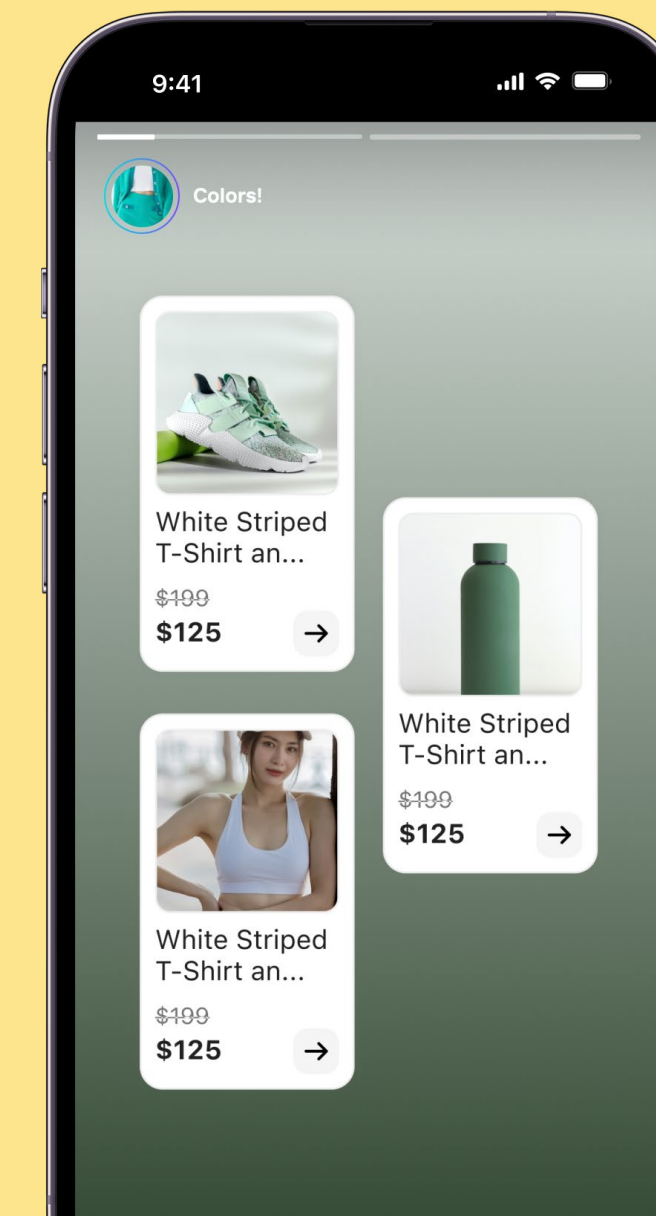 9:41
Colors!
White Striped
T-Shirt an...
$199
$125
White Striped
T-Shirt an...
$199
$125
White Striped
T-Shirt an...
$199
$125